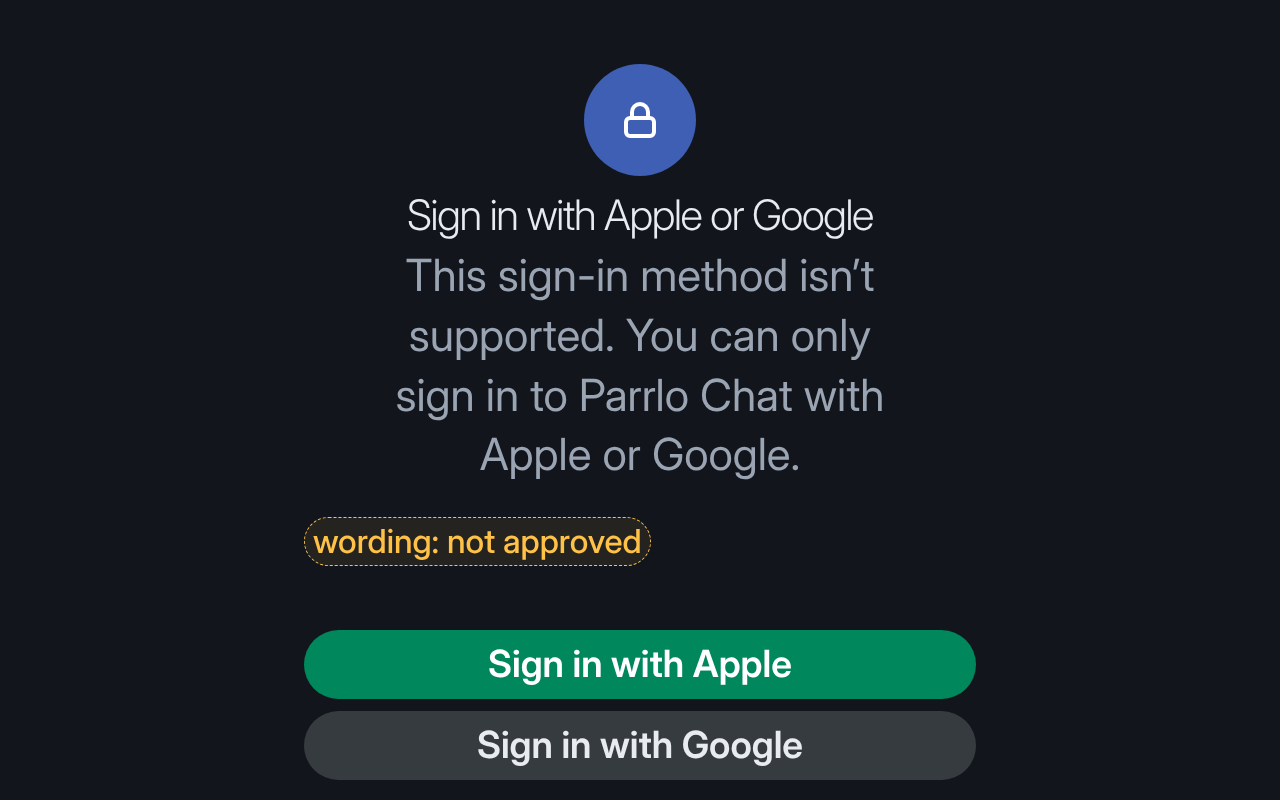 Sign in with Apple or Google
This sign-in method isn’t
supported. You can only
sign in to Parrlo Chat with
Apple or Google.
wording: not approved
Sign in with Apple
Sign in with Google